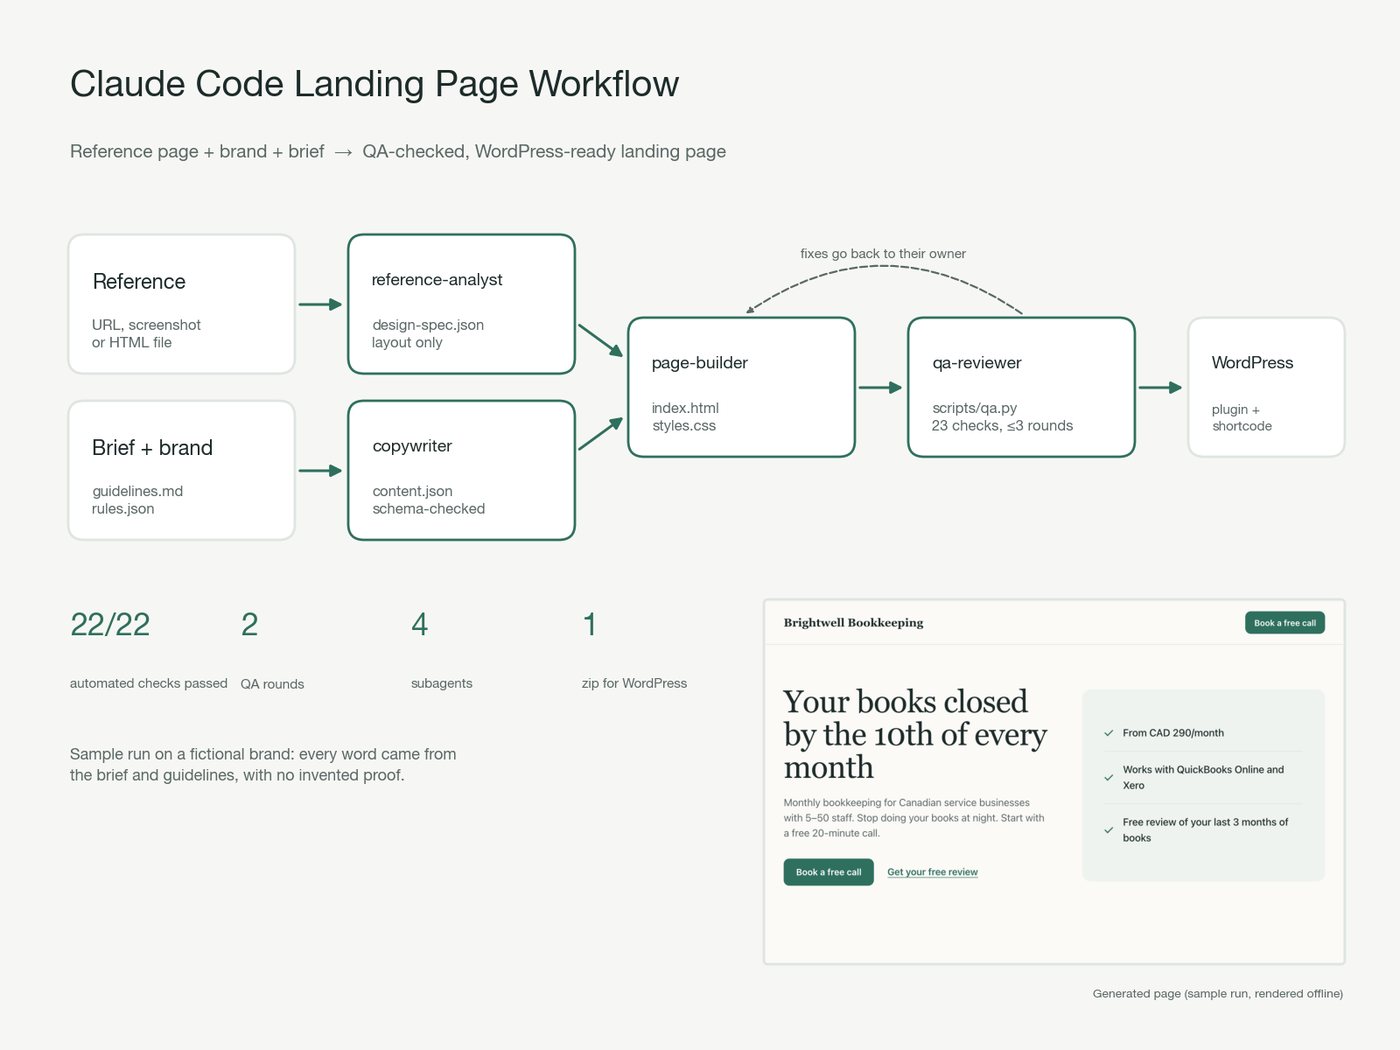 Claude Code Landing Page Workflow
Reference page + brand + brief → QA-checked, WordPress-ready landing page
Reference
URL, screenshot
or HTML file
reference-analyst
design-spec.json
layout only
Brief + brand
guidelines.md
rules.json
copywriter
content.json
schema-checked
fixes go back to their owner
page-builder
index.html
styles.css
qa-reviewer
scripts/qa.py
23 checks, ≤3 rounds
WordPress
plugin +
shortcode
22/22
automated checks passed
2
QA rounds
4
subagents
1
zip for WordPress
Sample run on a fictional brand: every word came from
the brief and guidelines, with no invented proof.
Brightwell Bookkeeping
Book a free call
Your books closed
by the 10th of every
month
Monthly bookkeeping for Canadian service businesses
with 5–50 staff. Stop doing your books at night. Start with
a free 20-minute call.
Book a free call
Get your free review
From CAD 290/month
Works with QuickBooks Online and
Xero
Free review of your last 3 months of
books
Generated page (sample run, rendered offline)